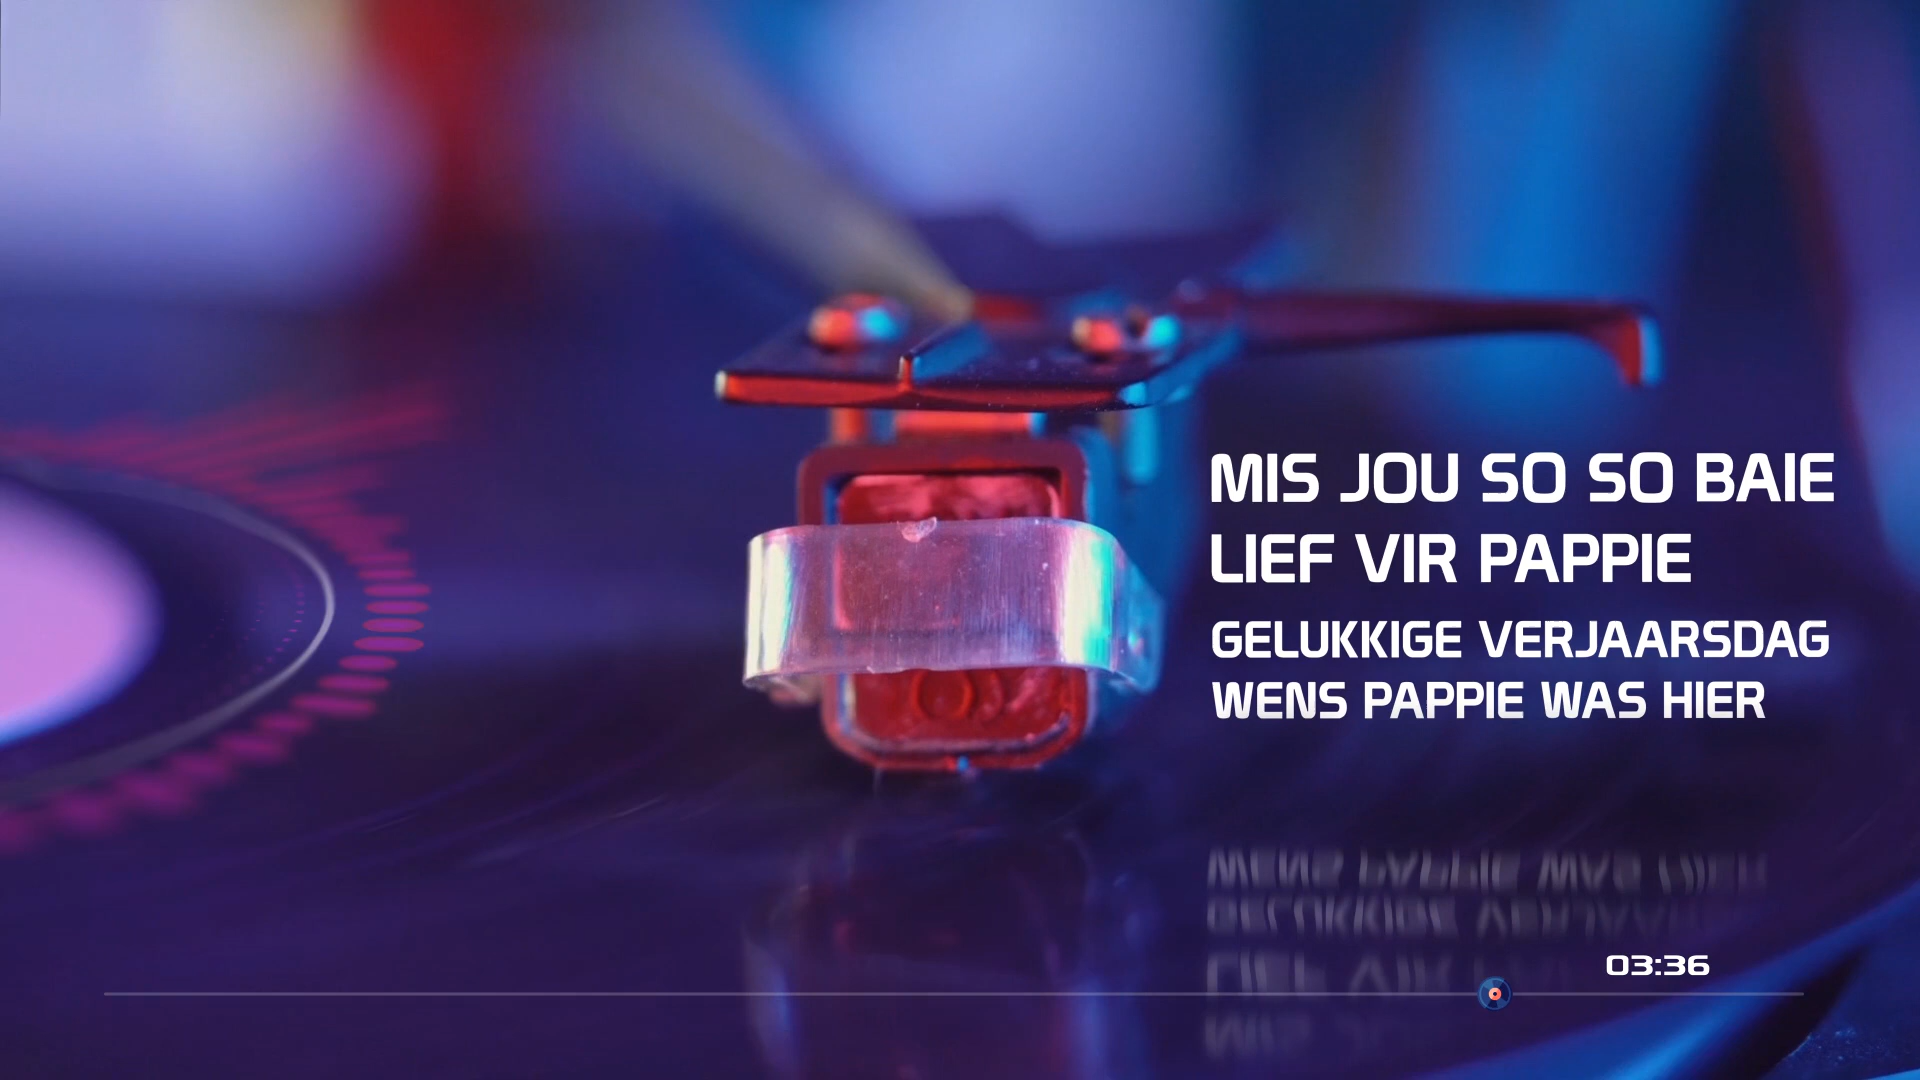 MIS JOU SO SO BAIE
LIEF VIR PAPPIE
GELUKKIGE VERJAARSDAG
WENS PAPPIE WAS HIER
03:36